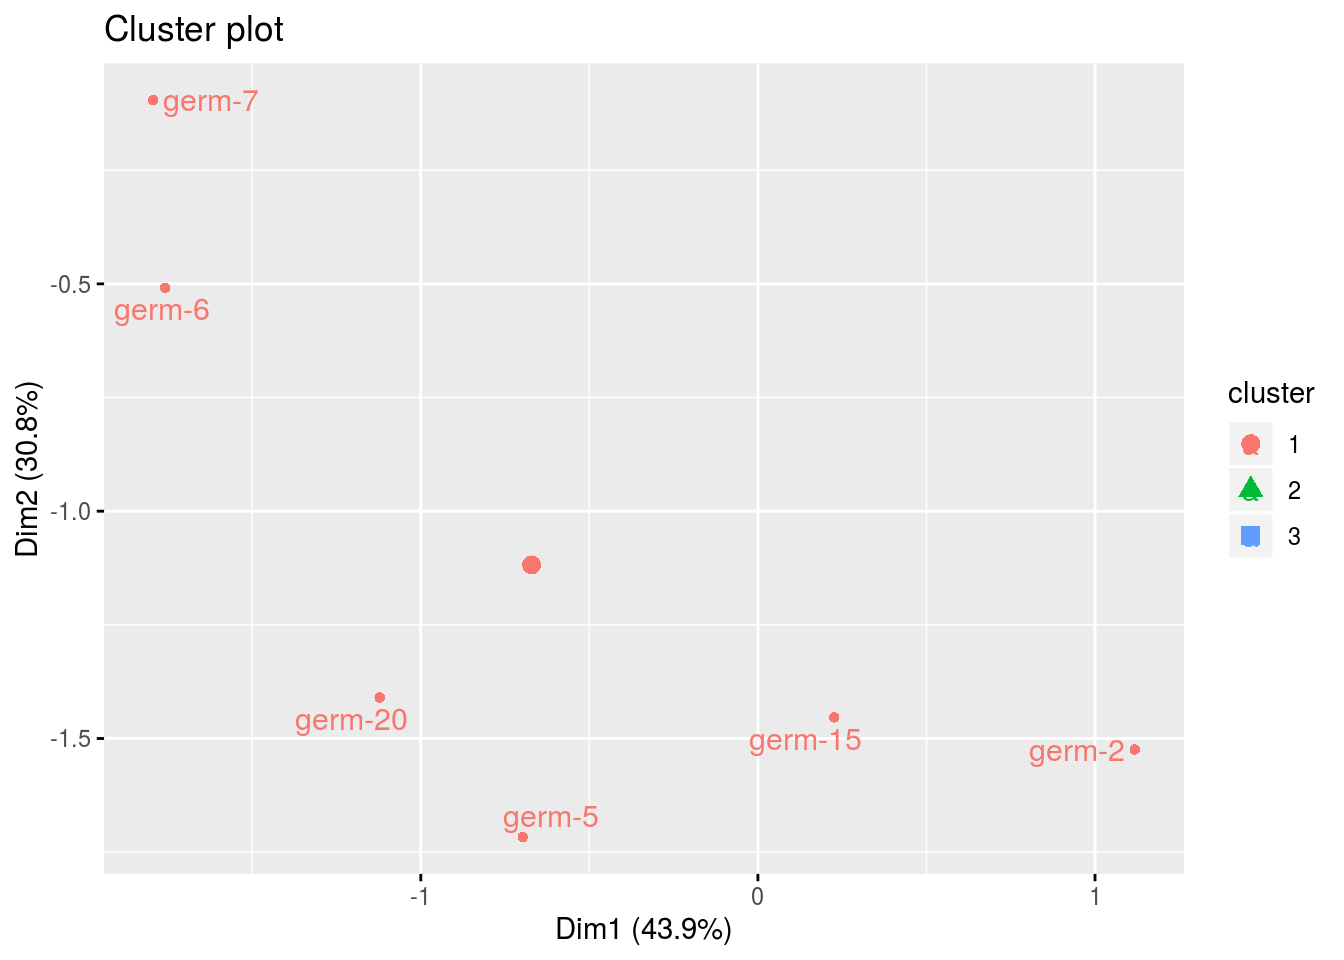 Cluster plot
germ-7
-0.5
germ-6
cluster
1
Dim2 (30.8%)
2
-1.0
3
germ-20
germ-15
-1.5
germ-2
germ-5
-1
0
1
Dim1 (43.9%)